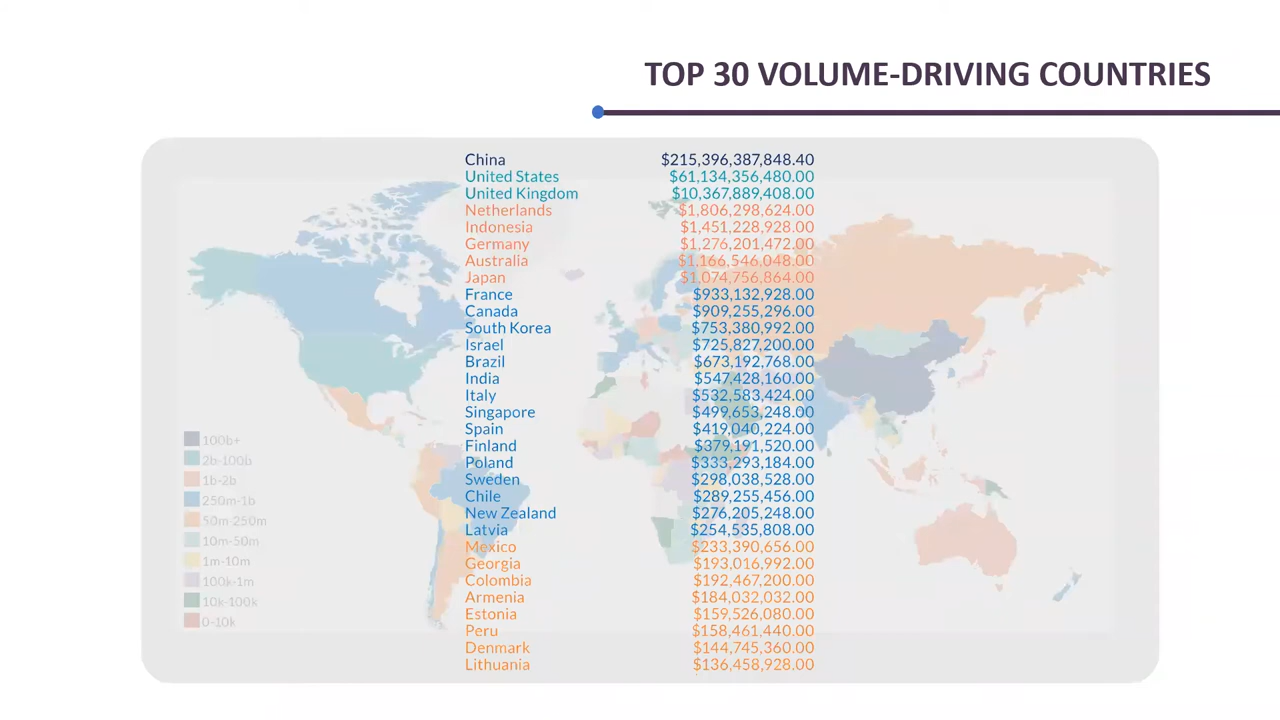 TOP 30 VOLUME-DRIVING COUNTRIES
China $215,396,387,848.40
United States $61,134,356,480.00
United Kingdom $10,367,889,408.00
Netherlands $1,806,298,624.00
Indonesia $1,451,228,928.00
Germany $1,276,201,472.00
Australia $1,166,546,048.00
Japan $1,074,756,864.00
France $933,132,928.00
Canada $909,255,296.00
South Korea $753,380,992.00
Israel $725,827,200.00
Brazil $673,192,768.00
India $547,428,160.00
Italy $532,583,424.00
Singapore $499,653,248.00
Spain $419,040,224.00
Finland $379,191,520.00
Poland $333,293,184.00
Sweden $298,038,528.00
Chile $289,255,456.00
New Zealand $276,205,248.00
Latvia $254,535,808.00
Mexico $233,390,656.00
Georgia $193,016,992.00
Colombia $192,467,200.00
Armenia $184,032,032.00
Estonia $159,526,080.00
Peru $158,461,440.00
Denmark $144,745,360.00
Lithuania $136,458,928.00
100b+
2b-100b
1b-2b
250m-1b
50m-250m
10m-50m
1m-10m
100k-1m
10k-100k
0-10k